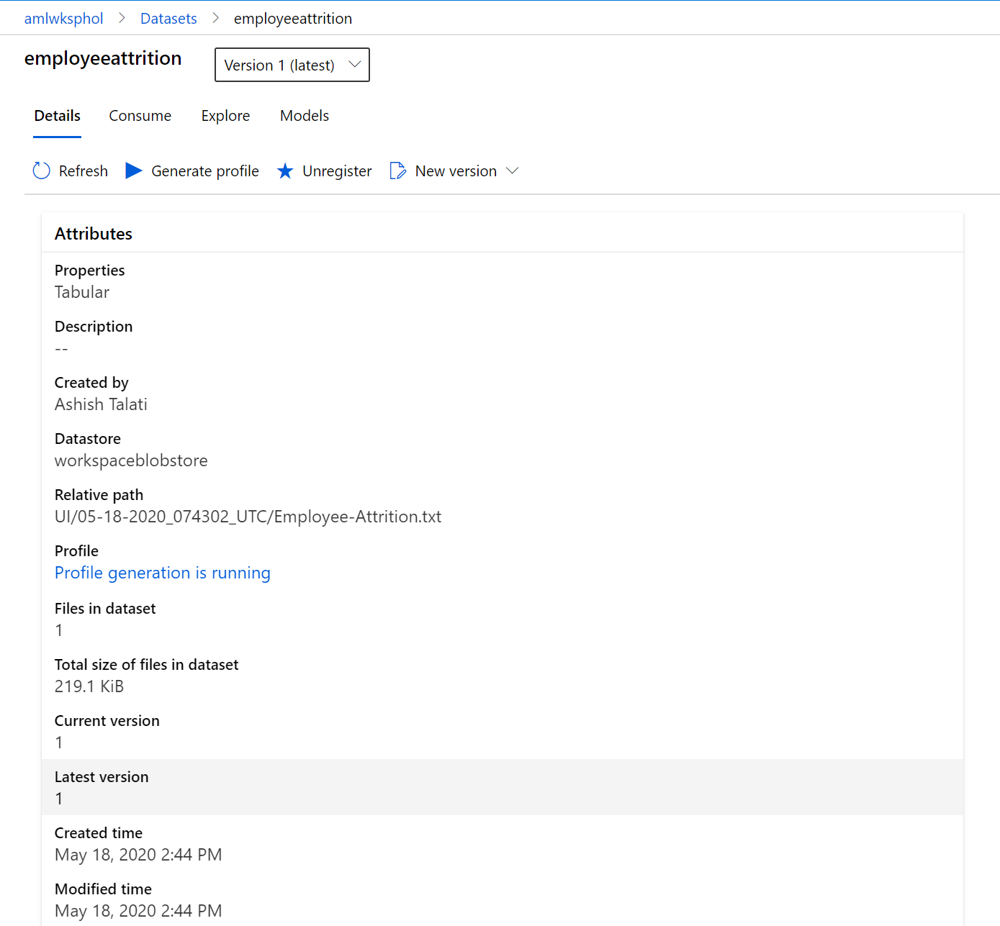 amlwksphol > Datasets > employeeattrition
employeeattrition
Version 1 (latest)
Details Consume Explore Models
Refresh Generate profile Unregister New version
Attributes
Properties
Tabular
Description
--
Created by
Ashish Talati
Datastore
workspaceblobstore
Relative path
UI/05-18-2020_074302_UTC/Employee-Attrition.txt
Profile
Profile generation is running
Files in dataset
1
Total size of files in dataset
219.1 KiB
Current version
1
Latest version
1
Created time
May 18, 2020 2:44 PM
Modified time
May 18, 2020 2:44 PM